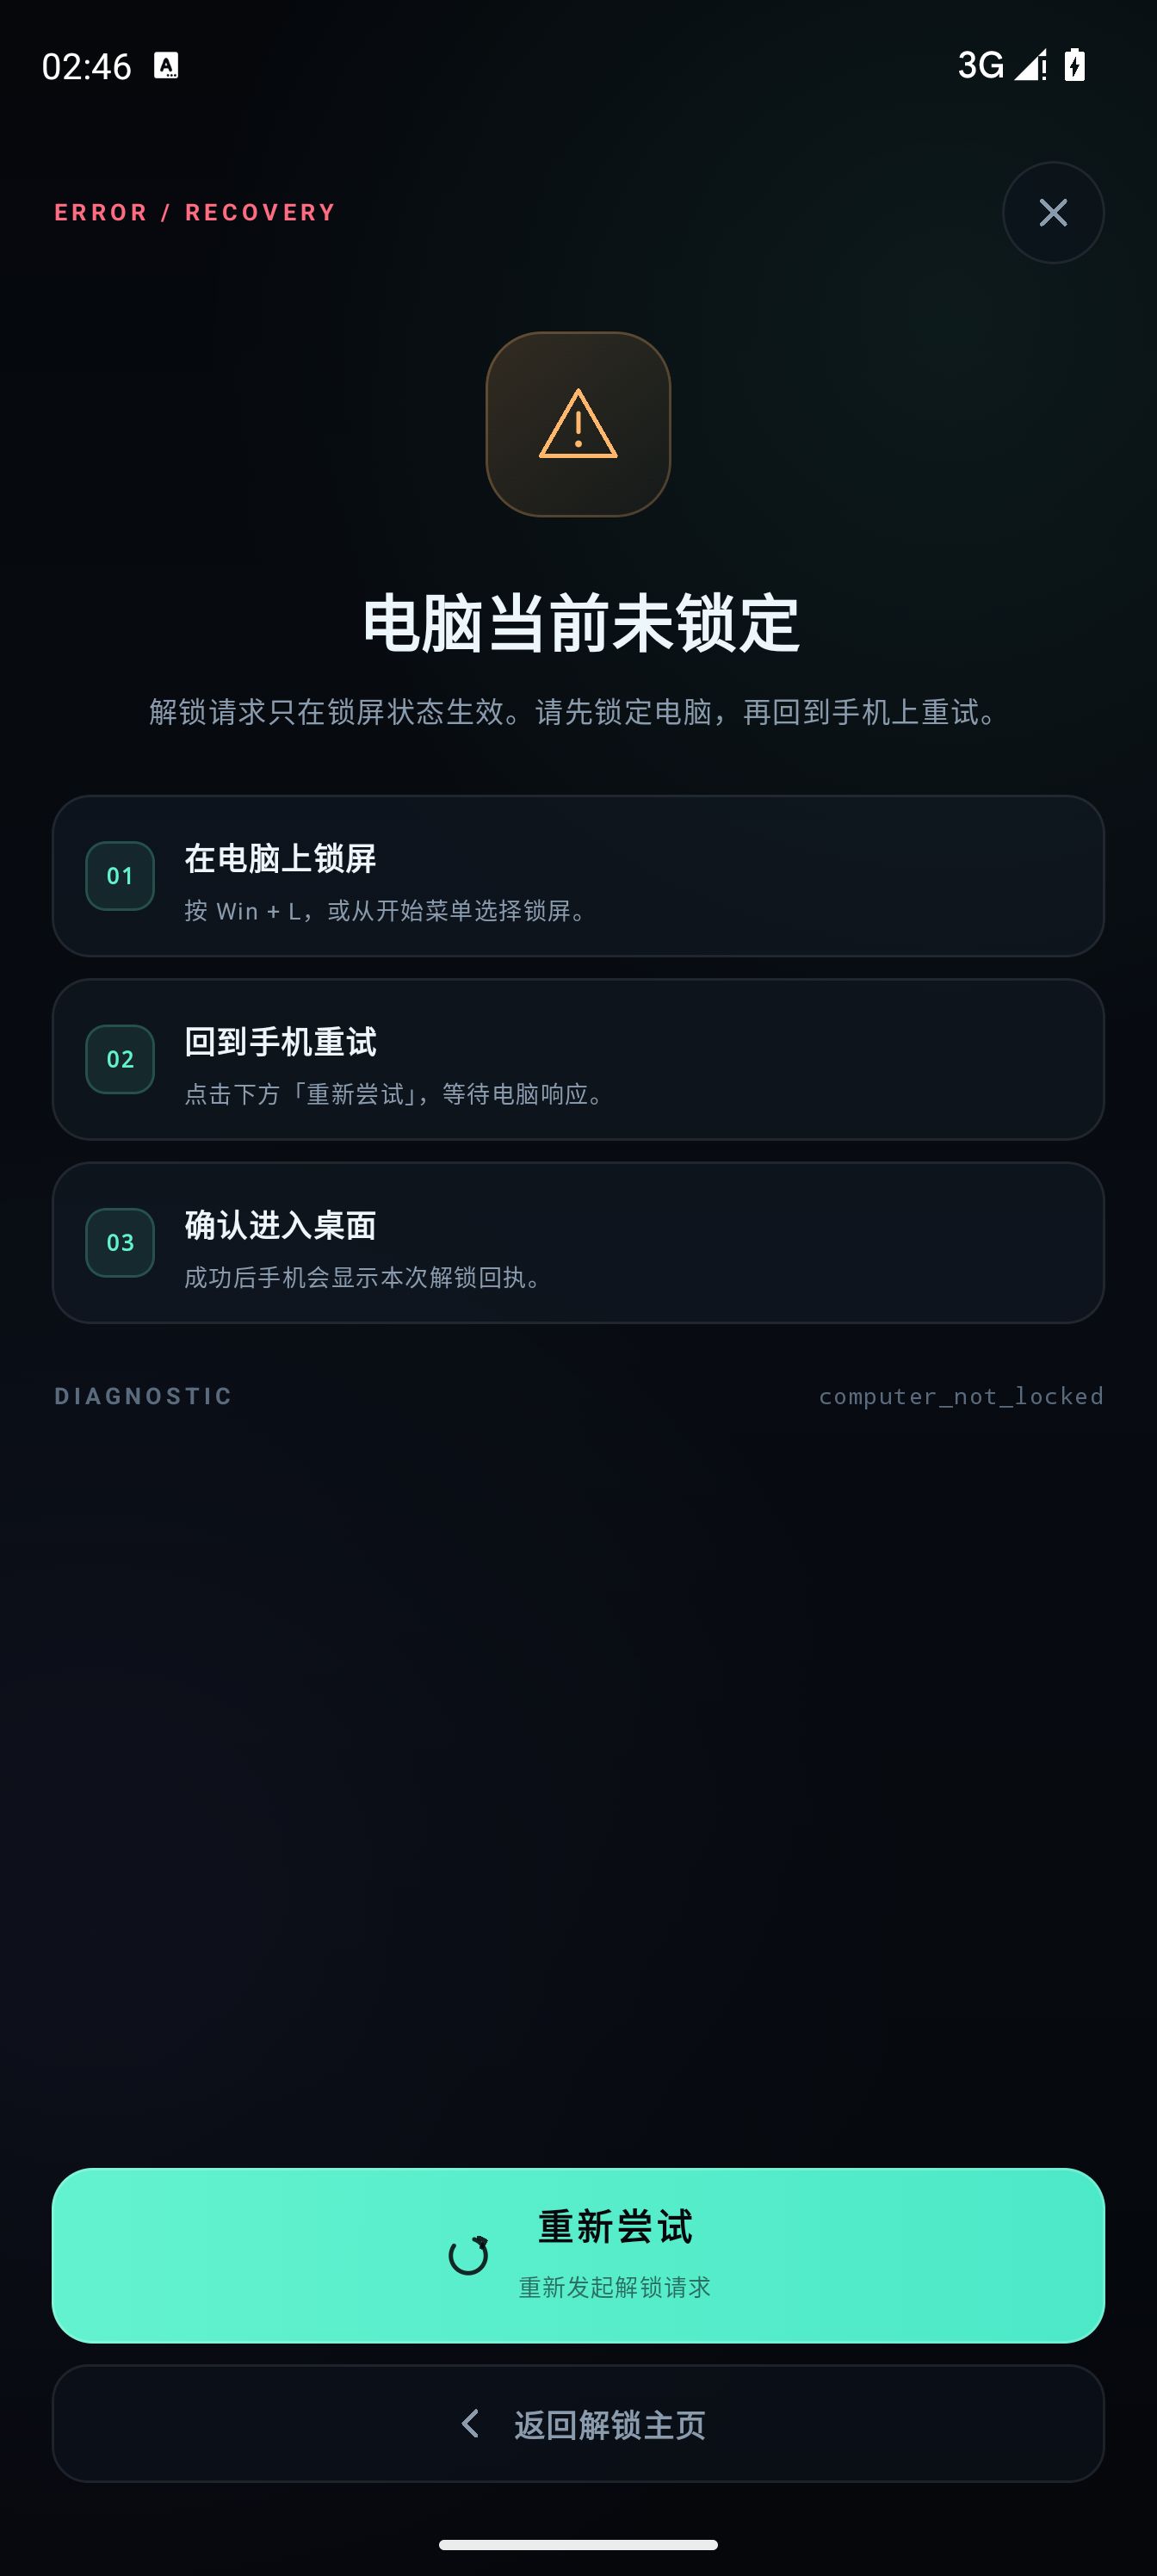 02:46
3G
ERROR / RECOVERY
电脑当前未锁定
解锁请求只在锁屏状态生效。请先锁定电脑，再回到手机上重试。
01
在电脑上锁屏
按 Win + L，或从开始菜单选择锁屏。
02
回到手机重试
点击下方「重新尝试」，等待电脑响应。
03
确认进入桌面
成功后手机会显示本次解锁回执。
DIAGNOSTIC
computer_not_locked
重新尝试
重新发起解锁请求
返回解锁主页